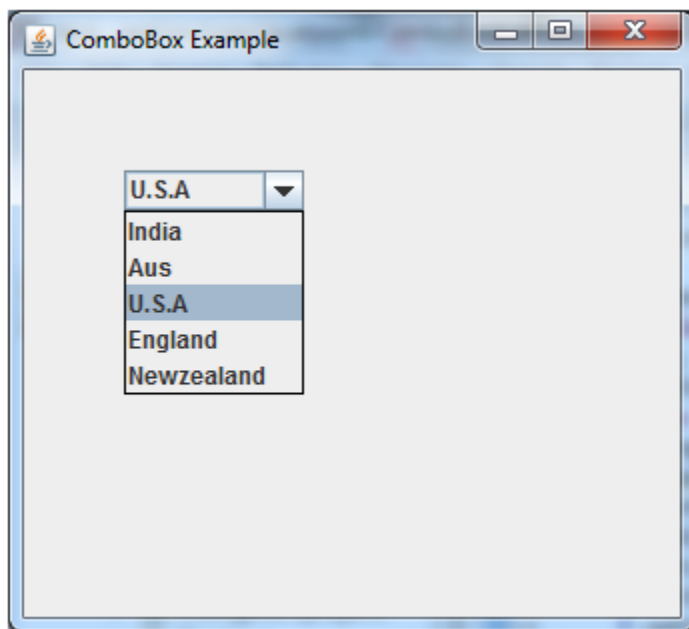 ComboBox Example
U.S.A
India
Aus
U.S.A
England
Newzealand